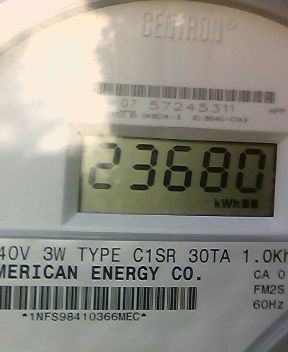 CENTRON®
07 57245311
23680
kWh
40V 3W TYPE C1SR 30TA 1.0Kh
MERICAN ENERGY CO.
CA 0
FM2S
60Hz
*1NFS98410366MEC*